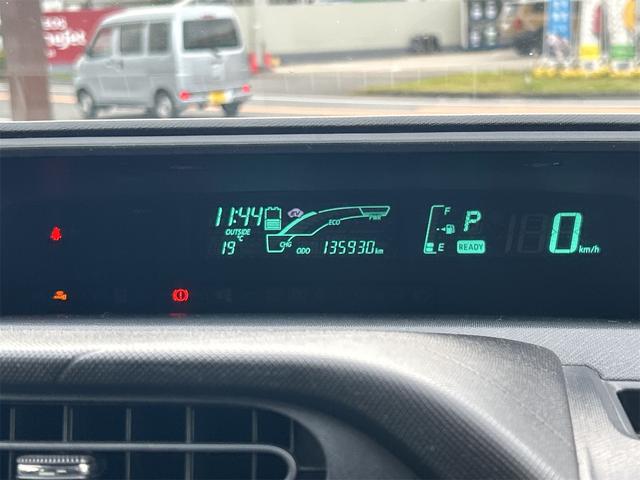 11:44
OUTSIDE
19 °C
CHG
ECO
PWR
ODO 135930 km
F
E
P
READY
0 km/h